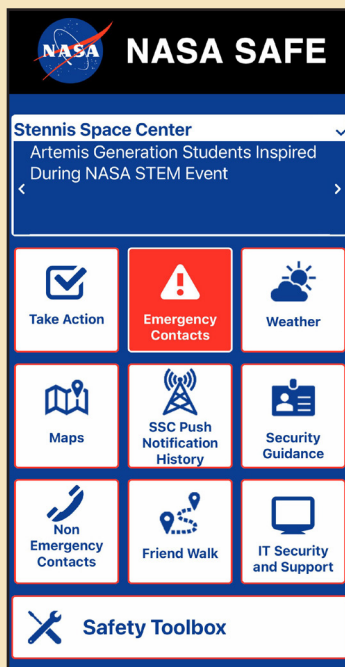 NASA
NASA SAFE
Stennis Space Center
Artemis Generation Students Inspired
During NASA STEM Event
Take Action
Emergency
Contacts
Weather
Maps
SSC Push
Notification
History
Security
Guidance
Non
Emergency
Contacts
Friend Walk
IT Security
and Support
Safety Toolbox